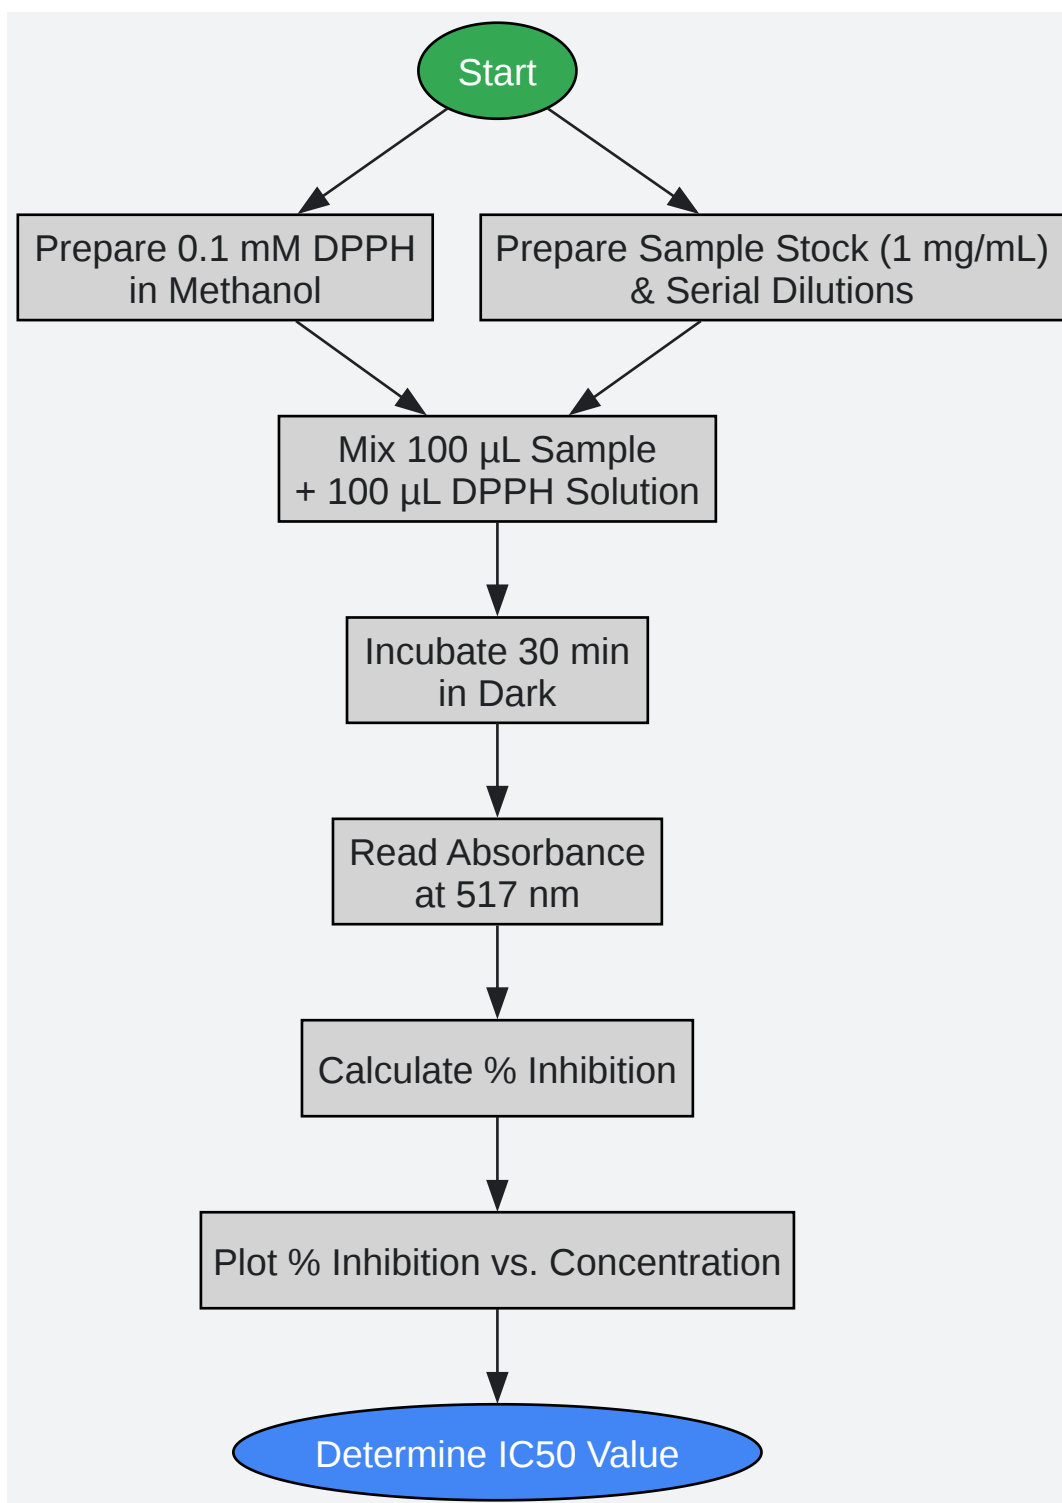 Start
Prepare 0.1 mM DPPH
in Methanol
Prepare Sample Stock (1 mg/mL)
& Serial Dilutions
Mix 100 µL Sample
+ 100 µL DPPH Solution
Incubate 30 min
in Dark
Read Absorbance
at 517 nm
Calculate % Inhibition
Plot % Inhibition vs. Concentration
Determine IC50 Value